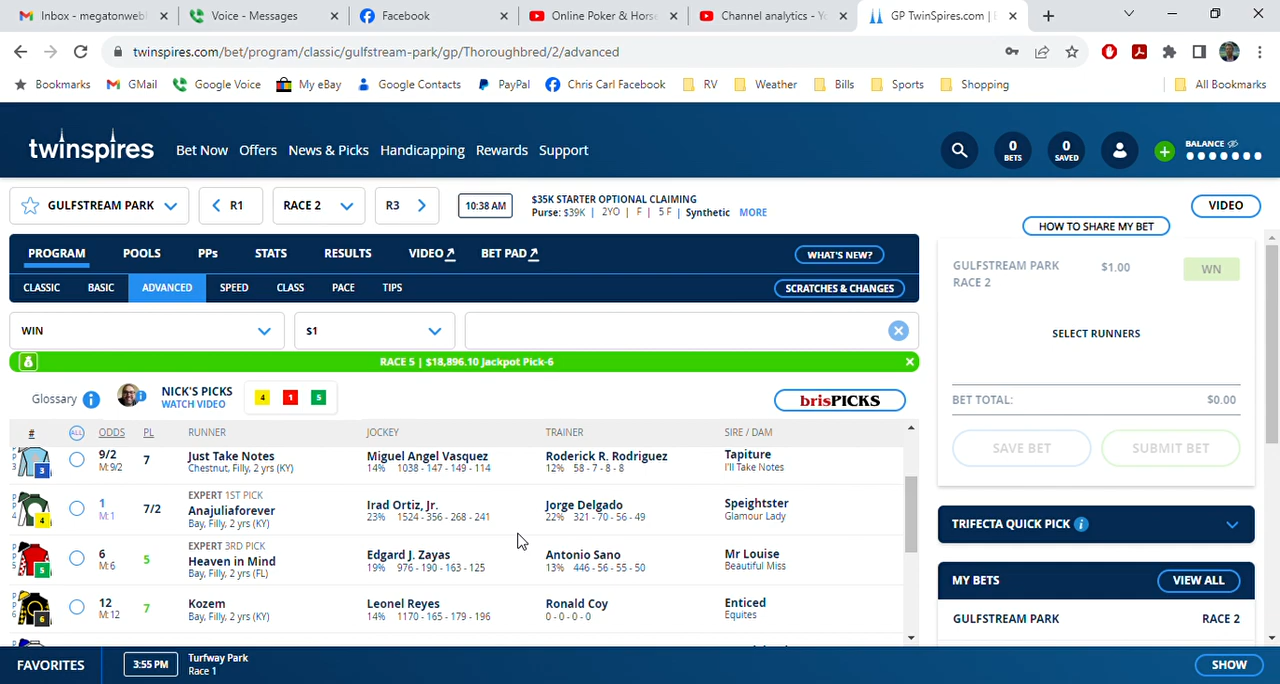 Inbox - megatonweb
Voice - Messages
Facebook
Online Poker & Horse
Channel analytics - Yo
GP TwinSpires.com | B
twinspires.com/bet/program/classic/gulfstream-park/gp/Thoroughbred/2/advanced
Bookmarks
GMail
Google Voice
My eBay
Google Contacts
PayPal
Chris Carl Facebook
RV
Weather
Bills
Sports
Shopping
All Bookmarks
twinspires
Bet Now
Offers
News & Picks
Handicapping
Rewards
Support
0
BETS
0
SAVED
BALANCE
GULFSTREAM PARK
R1
RACE 2
R3
10:38 AM
$35K STARTER OPTIONAL CLAIMING
Purse: $39K | 2YO | F | 5 F | Synthetic MORE
VIDEO
HOW TO SHARE MY BET
PROGRAM
POOLS
PPs
STATS
RESULTS
VIDEO
BET PAD
WHAT'S NEW?
CLASSIC
BASIC
ADVANCED
SPEED
CLASS
PACE
TIPS
SCRATCHES & CHANGES
WIN
$1
RACE 5 | $18,896.10 Jackpot Pick-6
Glossary
NICK'S PICKS
WATCH VIDEO
4
1
5
brisPICKS
#
ALL
ODDS
PL
RUNNER
JOCKEY
TRAINER
SIRE / DAM
PP3
3
9/2
M:9/2
7
Just Take Notes
Chestnut, Filly, 2 yrs (KY)
Miguel Angel Vasquez
14% 1038 - 147 - 149 - 114
Roderick R. Rodriguez
12% 58 - 7 - 8 - 8
Tapiture
I'll Take Notes
PP4
4
1
M:1
7/2
EXPERT 1ST PICK
Anajuliaforever
Bay, Filly, 2 yrs (KY)
Irad Ortiz, Jr.
23% 1524 - 356 - 268 - 241
Jorge Delgado
22% 321 - 70 - 56 - 49
Speightster
Glamour Lady
PP5
5
6
M:6
5
EXPERT 3RD PICK
Heaven in Mind
Bay, Filly, 2 yrs (FL)
Edgard J. Zayas
19% 976 - 190 - 163 - 125
Antonio Sano
13% 446 - 56 - 55 - 50
Mr Louise
Beautiful Miss
PP6
6
12
M:12
7
Kozem
Bay, Filly, 2 yrs (KY)
Leonel Reyes
14% 1170 - 165 - 179 - 196
Ronald Coy
0 - 0 - 0 - 0
Enticed
Equites
GULFSTREAM PARK
RACE 2
$1.00
WN
SELECT RUNNERS
BET TOTAL:
$0.00
SAVE BET
SUBMIT BET
TRIFECTA QUICK PICK
MY BETS
VIEW ALL
GULFSTREAM PARK
RACE 2
FAVORITES
3:55 PM
Turfway Park
Race 1
SHOW